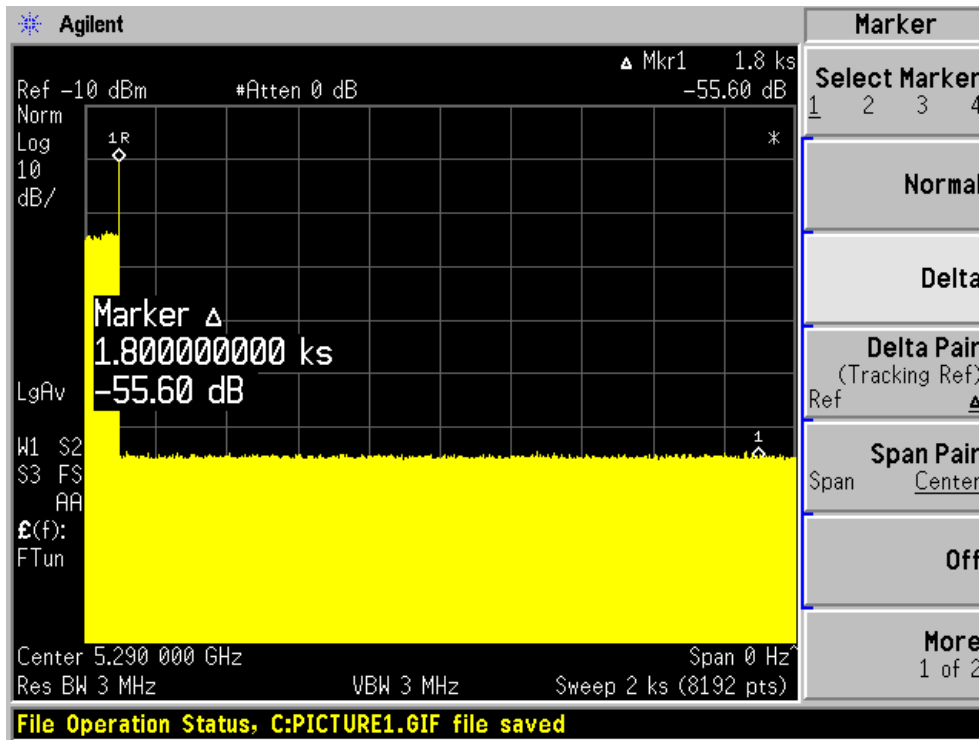 Agilent
Marker
Δ Mkr1 1.8 ks
Ref -10 dBm #Atten 0 dB -55.60 dB
Norm
Log
10
dB/
1R
*
Marker Δ
1.800000000 ks
-55.60 dB
LgAv
1
W1 S2
S3 FS
AA
£(f):
FTun
Center 5.290 000 GHz Span 0 Hz^
Res BW 3 MHz VBW 3 MHz Sweep 2 ks (8192 pts)
File Operation Status, C:PICTURE1.GIF file saved
Select Marker
1 2 3 4
Normal
Delta
Delta Pair
(Tracking Ref)
Ref Δ
Span Pair
Span Center
Off
More
1 of 2